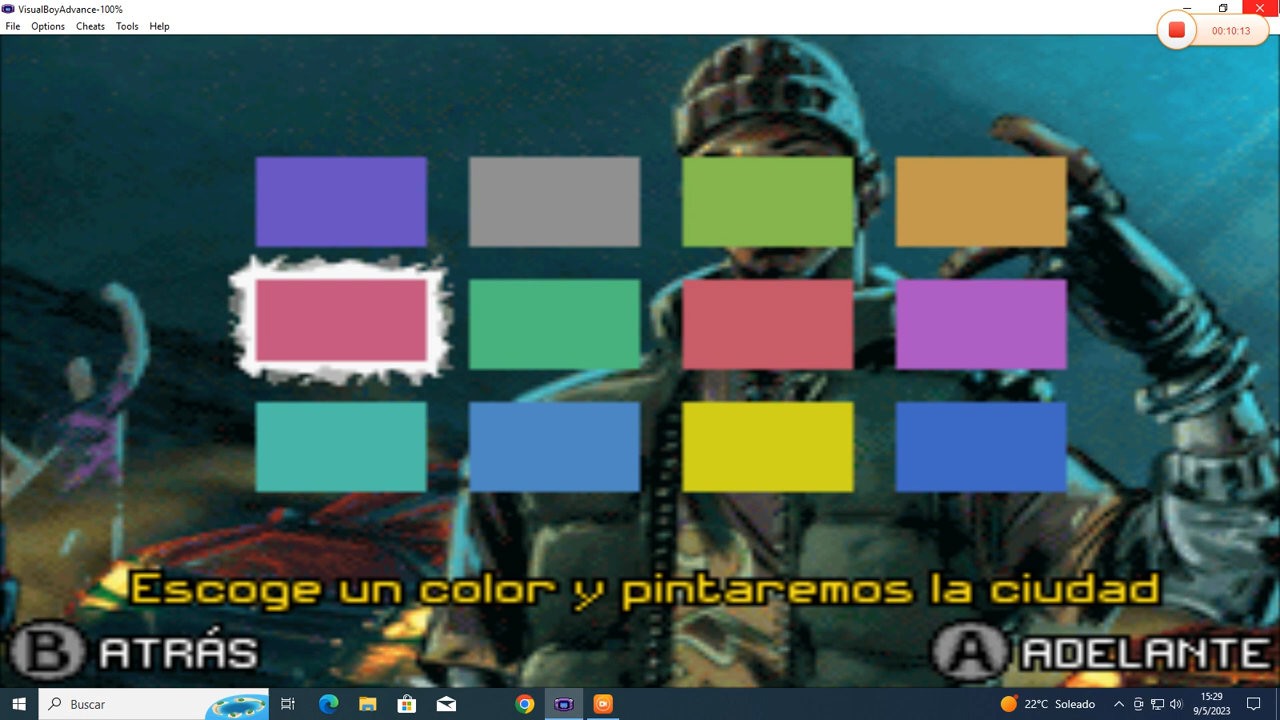 VisualBoyAdvance-100%
File Options Cheats Tools Help
00:10:13
Escoge un color y pintaremos la ciudad
B ATRÁS
A ADELANTE
Buscar
22°C Soleado
15:29
9/5/2023